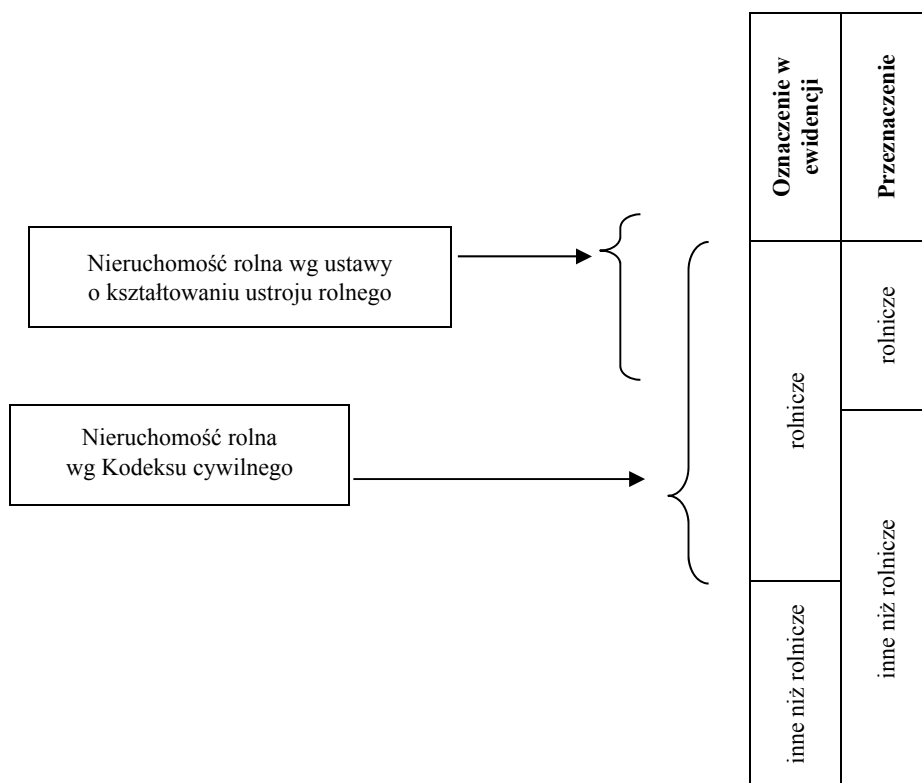 Oznaczenie w
ewidencji
Przeznaczenie
Nieruchomość rolna wg ustawy
o kształtowaniu ustroju rolnego
Nieruchomość rolna
wg Kodeksu cywilnego
rolnicze
rolnicze
inne niż rolnicze
inne niż rolnicze